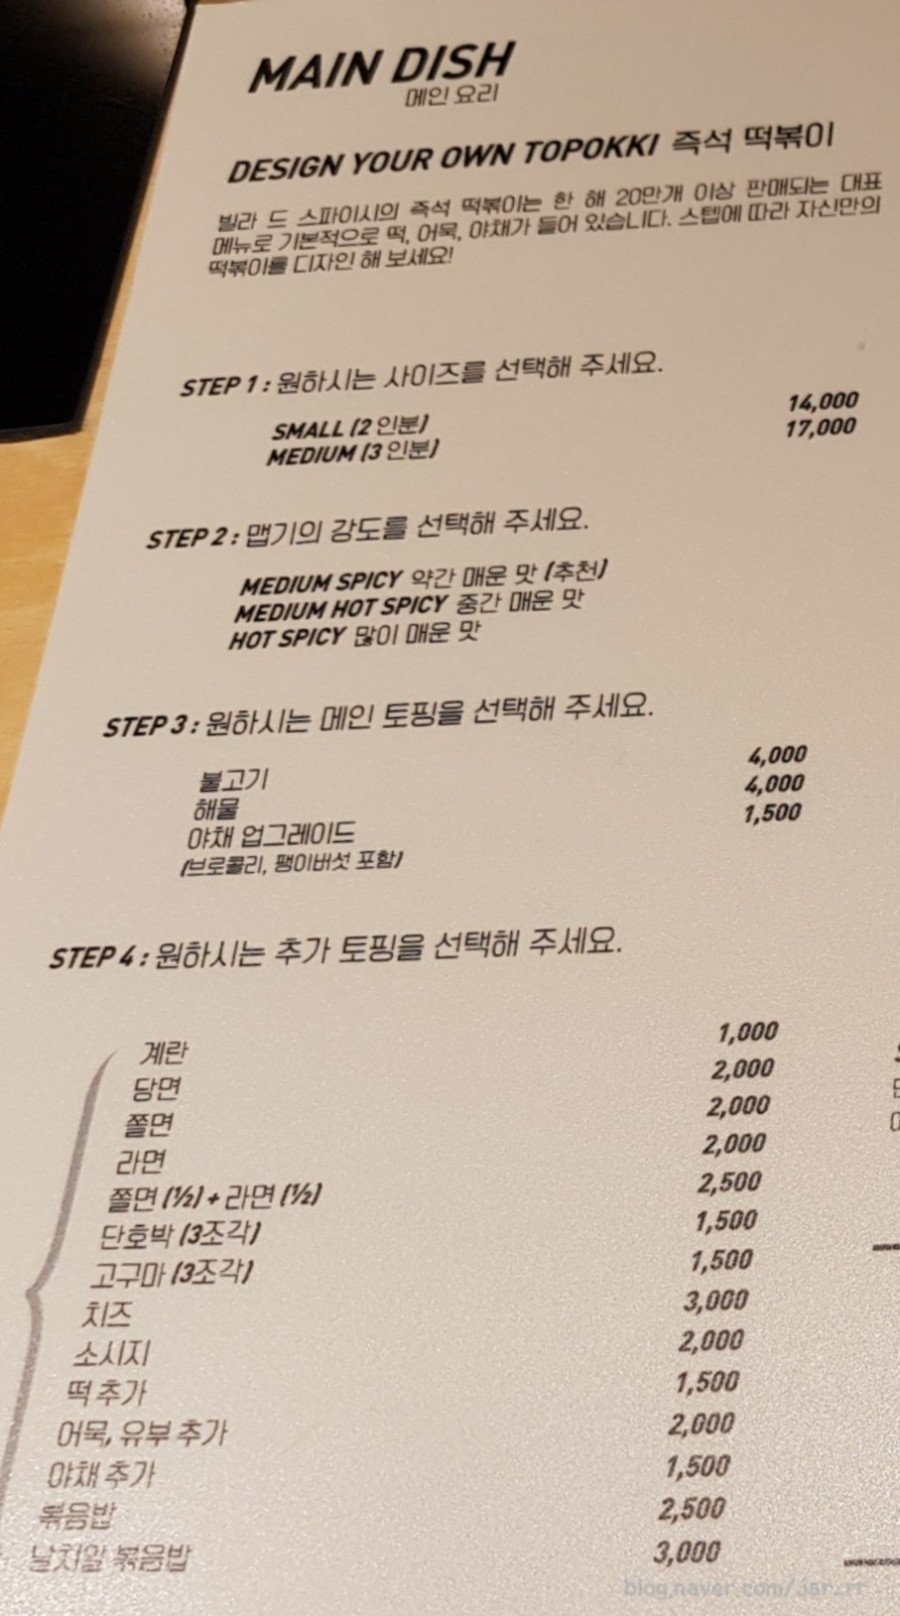 MAIN DISH
메인 요리
DESIGN YOUR OWN TOPOKKI 즉석 떡볶이
빌라 드 스파이시의 즉석 떡볶이는 한 해 20만개 이상 판매되는 대표
메뉴로 기본적으로 떡, 어묵, 야채가 들어 있습니다. 스텝에 따라 자신만의
떡볶이를 디자인 해 보세요!
STEP 1 : 원하시는 사이즈를 선택해 주세요.
SMALL (2 인분) 14,000
MEDIUM (3 인분) 17,000
STEP 2 : 맵기의 강도를 선택해 주세요.
MEDIUM SPICY 약간 매운 맛 (추천)
MEDIUM HOT SPICY 중간 매운 맛
HOT SPICY 많이 매운 맛
STEP 3 : 원하시는 메인 토핑을 선택해 주세요.
불고기 4,000
해물 4,000
야채 업그레이드 1,500
(브로콜리, 팽이버섯 포함)
STEP 4 : 원하시는 추가 토핑을 선택해 주세요.
계란 1,000
당면 2,000
쫄면 2,000
라면 2,000
쫄면 (½) + 라면 (½) 2,500
단호박 (3조각) 1,500
고구마 (3조각) 1,500
치즈 3,000
소시지 2,000
떡 추가 1,500
어묵, 유부 추가 2,000
야채 추가 1,500
볶음밥 2,500
날치알 볶음밥 3,000